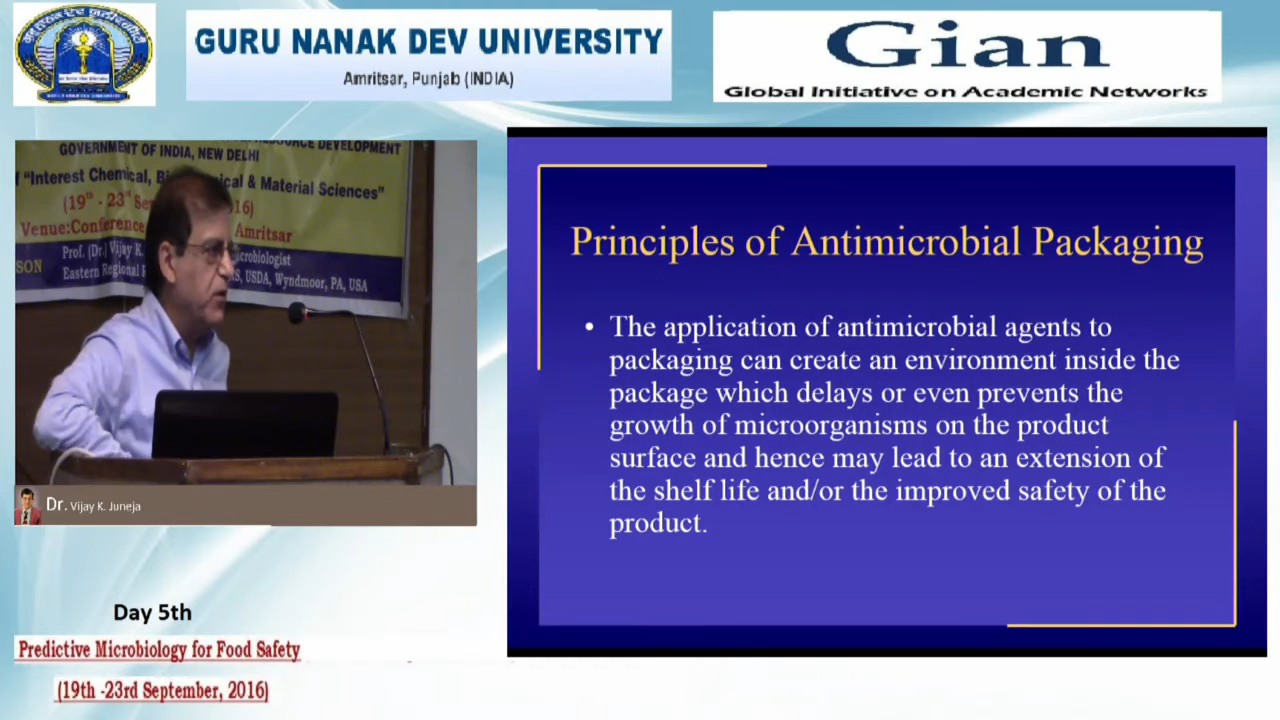 GURU NANAK DEV UNIVERSITY
Amritsar, Punjab (INDIA)
Gian
Global Initiative on Academic Networks
GOVERNMENT OF INDIA, NEW DELHI
DEVELOPMENT
"Interest Chemical, & Material Sciences"
(19th - 23rd
Venue: Amritsar
Prof. (Dr.) Vijay K.
SON
Eastern Regional USDA, Wyndmoor, PA, USA
Dr. Vijay K. Juneja
Principles of Antimicrobial Packaging
• The application of antimicrobial agents to
packaging can create an environment inside the
package which delays or even prevents the
growth of microorganisms on the product
surface and hence may lead to an extension of
the shelf life and/or the improved safety of the
product.
Day 5th
Predictive Microbiology for Food Safety
(19th -23rd September, 2016)